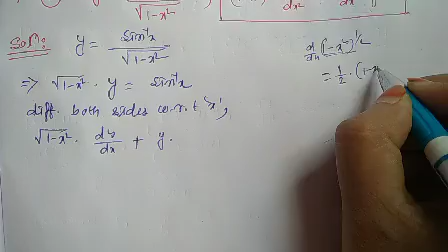 Solⁿ: y = sin⁻¹x / √1-x²
⇒ √1-x² · y = sin⁻¹x
diff. both sides w.r.t 'x',
√1-x² · dy/dx + y.
d/dx (1-x²)^1/2
= 1/2 · (1-x